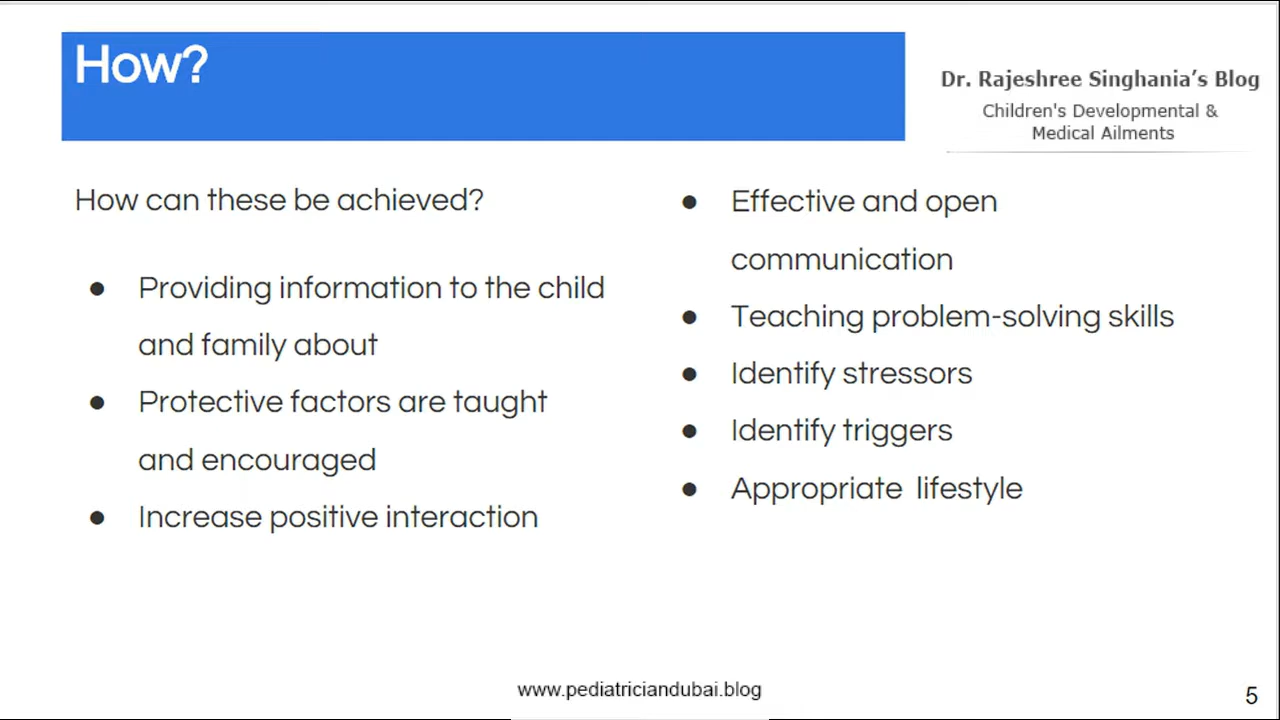 How?
Dr. Rajeshree Singhania’s Blog
Children's Developmental &
Medical Ailments
How can these be achieved?
● Providing information to the child
and family about
● Protective factors are taught
and encouraged
● Increase positive interaction
● Effective and open
communication
● Teaching problem-solving skills
● Identify stressors
● Identify triggers
● Appropriate lifestyle
www.pediatriciandubai.blog
5